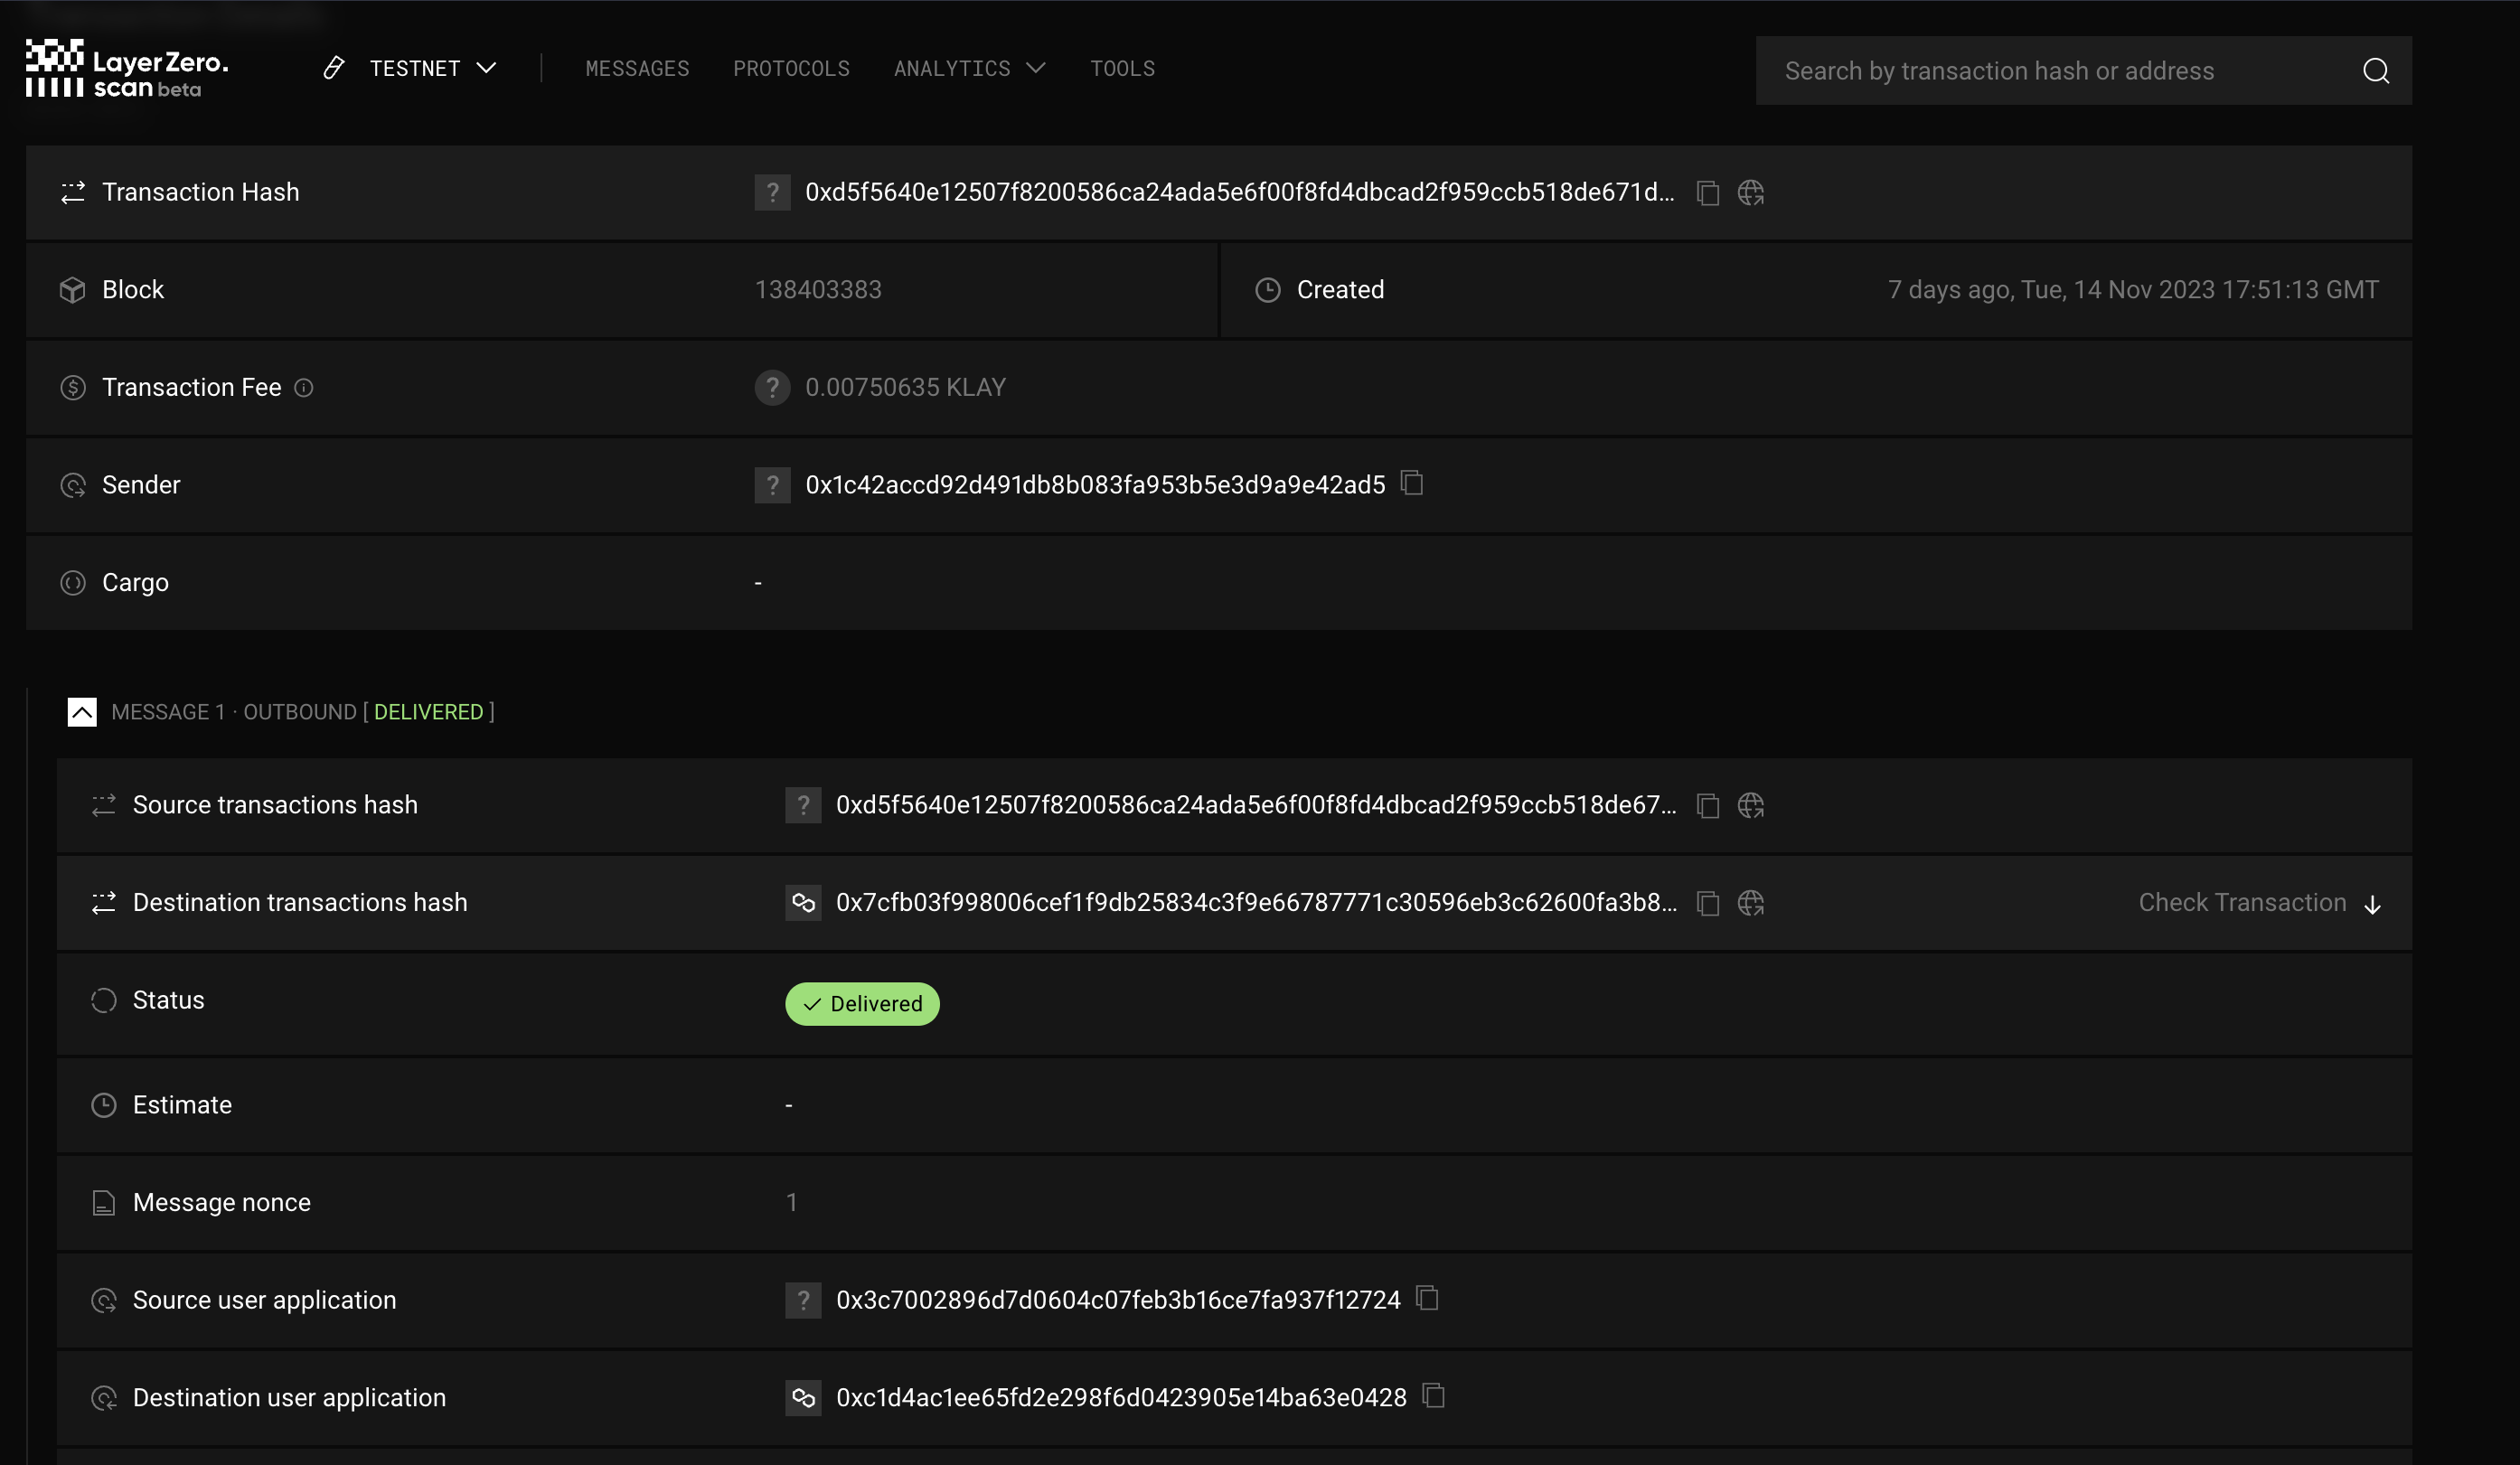 LayerZero.
scan beta
TESTNET
MESSAGES
PROTOCOLS
ANALYTICS
TOOLS
Search by transaction hash or address
Transaction Hash
? 0xd5f5640e12507f8200586ca24ada5e6f00f8fd4dbcad2f959ccb518de671d...
Block
138403383
Created
7 days ago, Tue, 14 Nov 2023 17:51:13 GMT
Transaction Fee
? 0.00750635 KLAY
Sender
? 0x1c42accd92d491db8b083fa953b5e3d9a9e42ad5
Cargo
-
MESSAGE 1 · OUTBOUND [ DELIVERED ]
Source transactions hash
? 0xd5f5640e12507f8200586ca24ada5e6f00f8fd4dbcad2f959ccb518de67...
Destination transactions hash
0x7cfb03f998006cef1f9db25834c3f9e66787771c30596eb3c62600fa3b8...
Check Transaction
Status
Delivered
Estimate
-
Message nonce
1
Source user application
? 0x3c7002896d7d0604c07feb3b16ce7fa937f12724
Destination user application
0xc1d4ac1ee65fd2e298f6d0423905e14ba63e0428